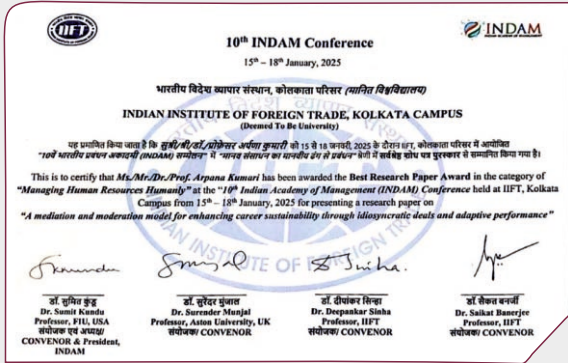 IIFT
INDAM
INDIAN ACADEMY OF MANAGEMENT
10th INDAM Conference
15th – 18th January, 2025
भारतीय विदेश व्यापार संस्थान, कोलकाता परिसर (मानित विश्वविद्यालय)
INDIAN INSTITUTE OF FOREIGN TRADE, KOLKATA CAMPUS
(Deemed To Be University)
यह प्रमाणित किया जाता है कि सुश्री/श्री/डॉ./प्रोफेसर अर्पणा कुमारी को 15 से 18 जनवरी, 2025 के दौरान IIFT, कोलकाता परिसर में आयोजित
"10वें भारतीय प्रबंधन अकादमी (INDAM) सम्मेलन" में "मानव संसाधन का मानवीय ढंग से प्रबंधन" श्रेणी में सर्वश्रेष्ठ शोध पत्र पुरस्कार से सम्मानित किया गया है।
This is to certify that Ms./Mr./Dr./Prof. Arpana Kumari has been awarded the Best Research Paper Award in the category of
"Managing Human Resources Humanly" at the "10th Indian Academy of Management (INDAM) Conference held at IIFT, Kolkata
Campus from 15th – 18th January, 2025 for presenting a research paper on
"A mediation and moderation model for enhancing career sustainability through idiosyncratic deals and adaptive performance"
डॉ. सुमित कुंडू
Dr. Sumit Kundu
Professor, FIU, USA
संयोजक एवं अध्यक्ष/
CONVENOR & President,
INDAM
डॉ. सुरेंदर मुंजाल
Dr. Surender Munjal
Professor, Aston University, UK
संयोजक/ CONVENOR
डॉ. दीपांकर सिन्हा
Dr. Deepankar Sinha
Professor, IIFT
संयोजक/ CONVENOR
डॉ. सैकत बनर्जी
Dr. Saikat Banerjee
Professor, IIFT
संयोजक/ CONVENOR